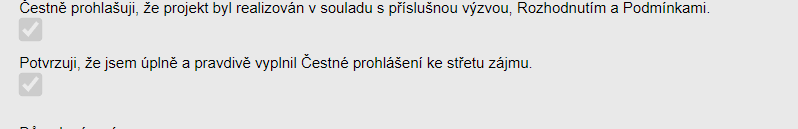 Čestně prohlašuji, že projekt byl realizován v souladu s příslušnou výzvou, Rozhodnutím a Podmínkami.
Potvrzuji, že jsem úplně a pravdivě vyplnil Čestné prohlášení ke střetu zájmu.